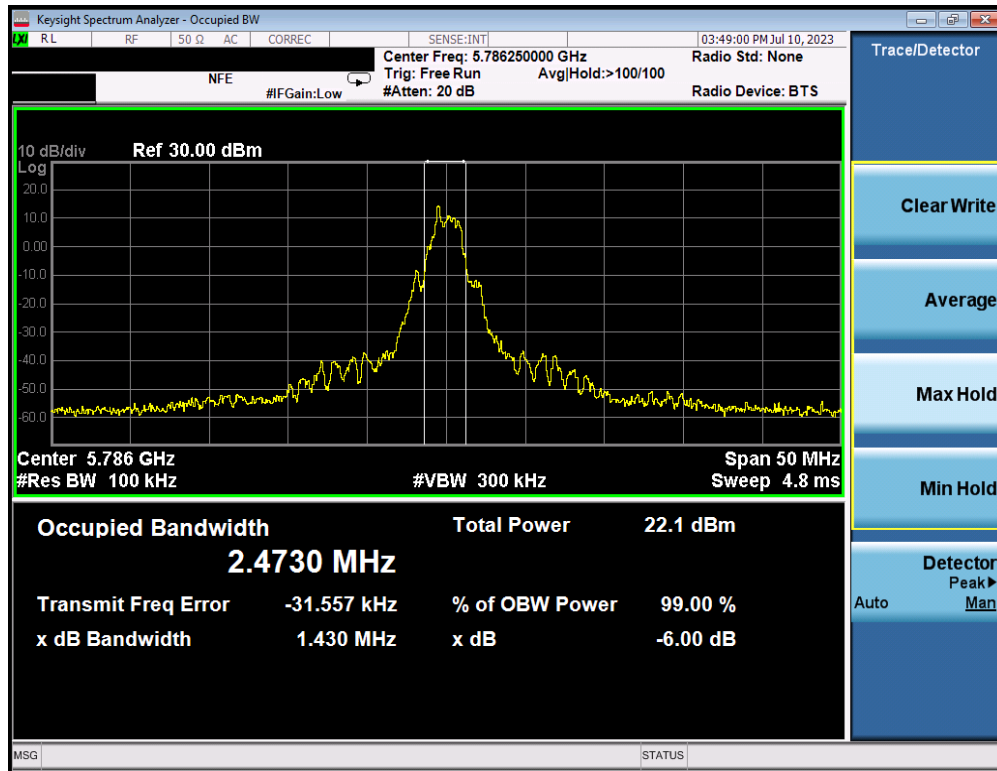 Keysight Spectrum Analyzer - Occupied BW
LXI RL RF 50 Ω AC CORREC SENSE:INT 03:49:00 PM Jul 10, 2023
Center Freq: 5.786250000 GHz Radio Std: None
NFE Trig: Free Run Avg|Hold:>100/100
#IFGain:Low #Atten: 20 dB Radio Device: BTS
10 dB/div Ref 30.00 dBm
Log
20.0
10.0
0.00
-10.0
-20.0
-30.0
-40.0
-50.0
-60.0
Center 5.786 GHz Span 50 MHz
#Res BW 100 kHz #VBW 300 kHz Sweep 4.8 ms
Occupied Bandwidth Total Power 22.1 dBm
2.4730 MHz
Transmit Freq Error -31.557 kHz % of OBW Power 99.00 %
x dB Bandwidth 1.430 MHz x dB -6.00 dB
MSG STATUS
Trace/Detector
Clear Write
Average
Max Hold
Min Hold
Detector
Peak▶
Auto Man